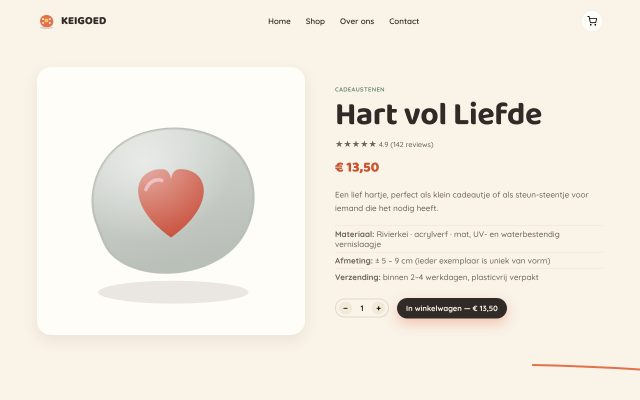 KEIGOED
Home Shop Over ons Contact
CADEAUSTENEN
Hart vol Liefde
★★★★★ 4.9 (142 reviews)
€ 13,50
Een lief hartje, perfect als klein cadeautje of als steun-steentje voor
iemand die het nodig heeft.
Materiaal: Rivierkei · acrylverf · mat, UV- en waterbestendig
vernislaagje
Afmeting: ± 5 – 9 cm (ieder exemplaar is uniek van vorm)
Verzending: binnen 2–4 werkdagen, plasticvrij verpakt
− 1 + In winkelwagen — € 13,50